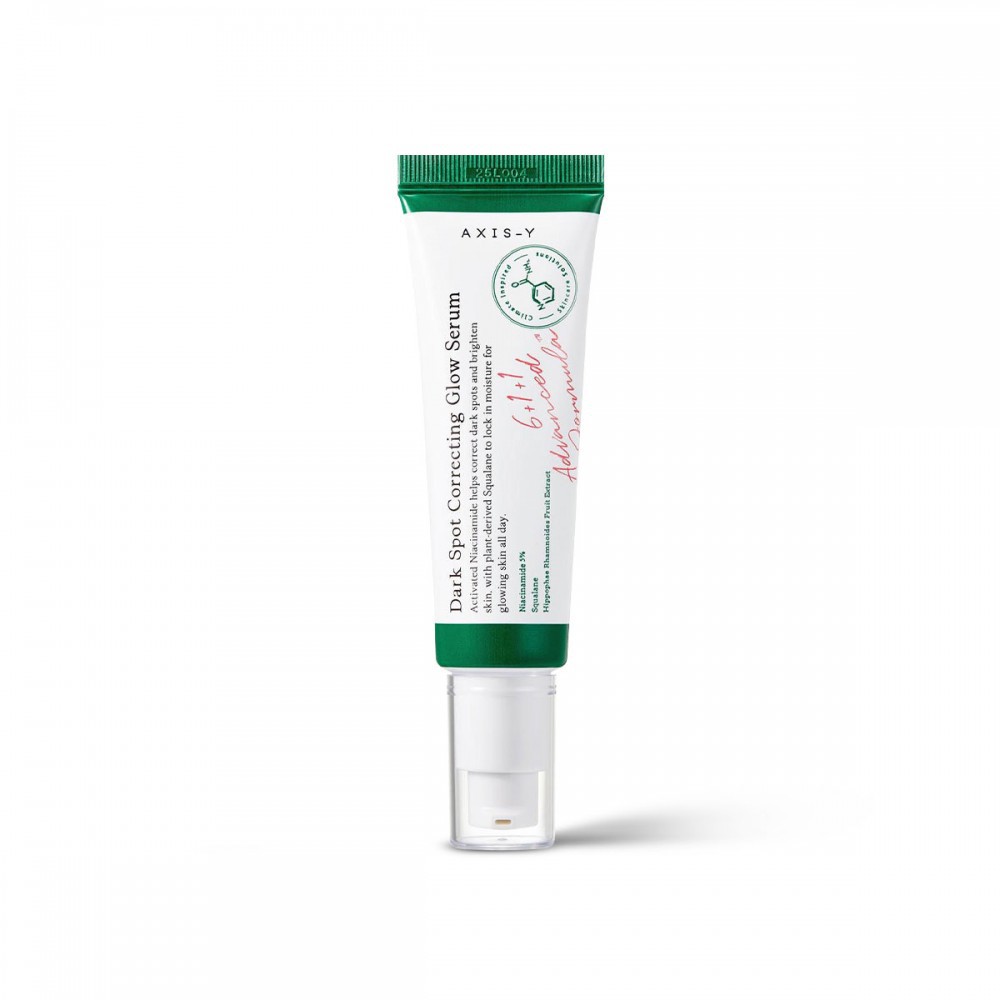 25L004
AXIS-Y
Climate Inspired
Skincare Solutions
NH₂
O
N
Dark Spot Correcting Glow Serum
Activated Niacinamide helps correct dark spots and brighten
skin, with plant-derived Squalane to lock in moisture for
glowing skin all day.
6+1+1
Advanced
Formula
TM
Niacinamide 5%
Squalane
Hippophae Rhamnoides Fruit Extract